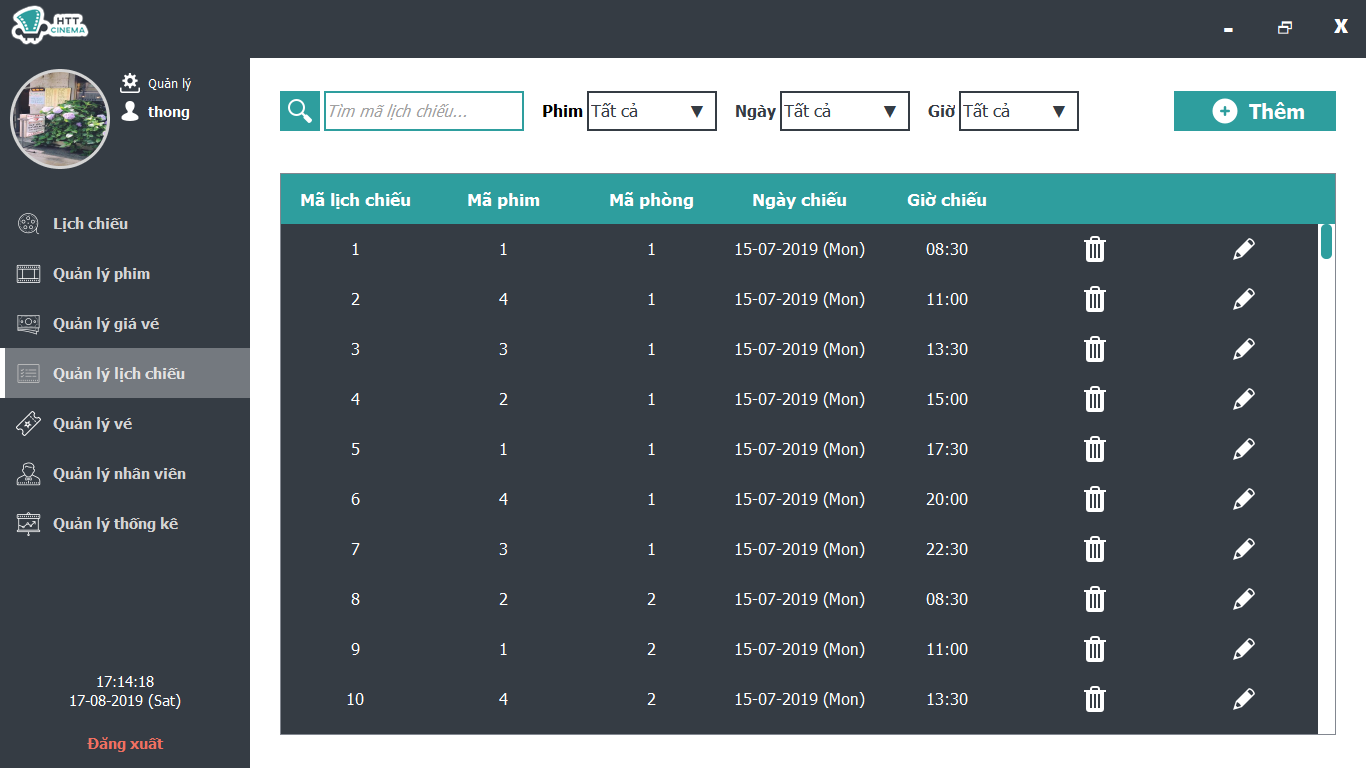 HTT
CINEMA
X
Quản lý
thong
Tìm mã lịch chiếu... Phim Tất cả Ngày Tất cả Giờ Tất cả Thêm
Lịch chiếu
Quản lý phim
Quản lý giá vé
Quản lý lịch chiếu
Quản lý vé
Quản lý nhân viên
Quản lý thống kê
17:14:18
17-08-2019 (Sat)
Đăng xuất
Mã lịch chiếu Mã phim Mã phòng Ngày chiếu Giờ chiếu
1 1 1 15-07-2019 (Mon) 08:30
2 4 1 15-07-2019 (Mon) 11:00
3 3 1 15-07-2019 (Mon) 13:30
4 2 1 15-07-2019 (Mon) 15:00
5 1 1 15-07-2019 (Mon) 17:30
6 4 1 15-07-2019 (Mon) 20:00
7 3 1 15-07-2019 (Mon) 22:30
8 2 2 15-07-2019 (Mon) 08:30
9 1 2 15-07-2019 (Mon) 11:00
10 4 2 15-07-2019 (Mon) 13:30